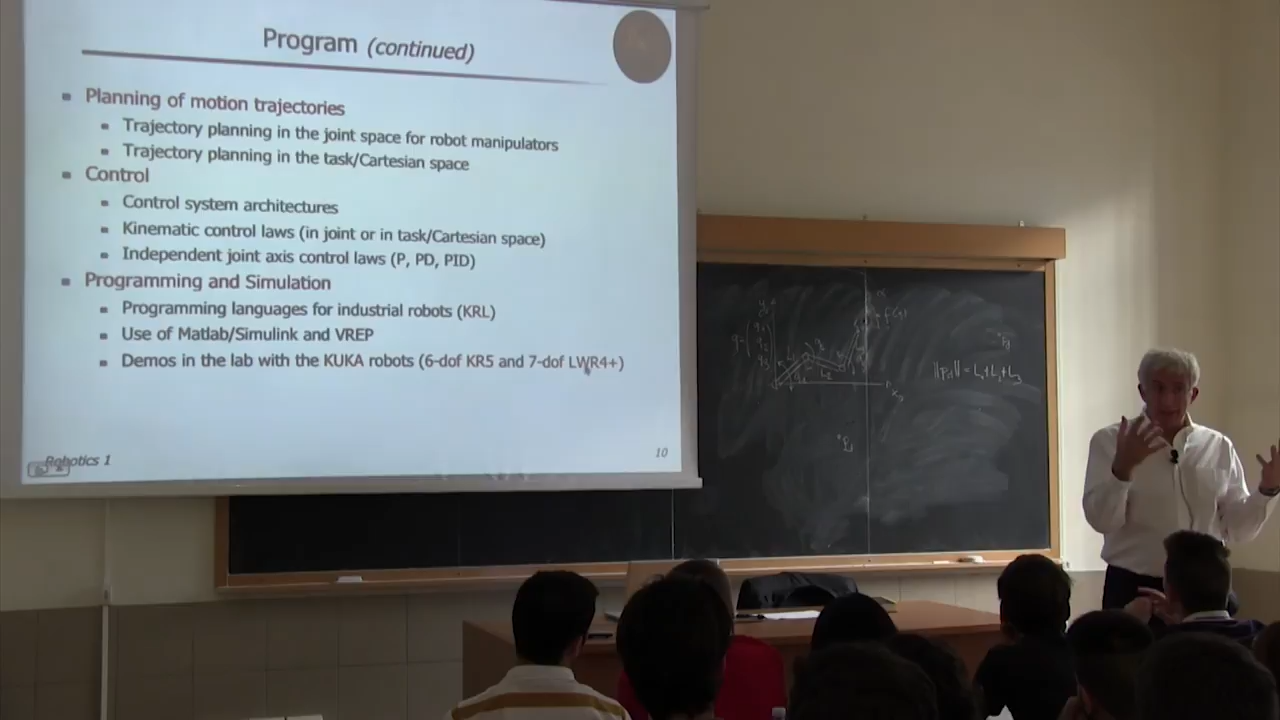 Program (continued)
Planning of motion trajectories
Trajectory planning in the joint space for robot manipulators
Trajectory planning in the task/Cartesian space
Control
Control system architectures
Kinematic control laws (in joint or in task/Cartesian space)
Independent joint axis control laws (P, PD, PID)
Programming and Simulation
Programming languages for industrial robots (KRL)
Use of Matlab/Simulink and VREP
Demos in the lab with the KUKA robots (6-dof KR5 and 7-dof LWR4+)
Robotics 1
10